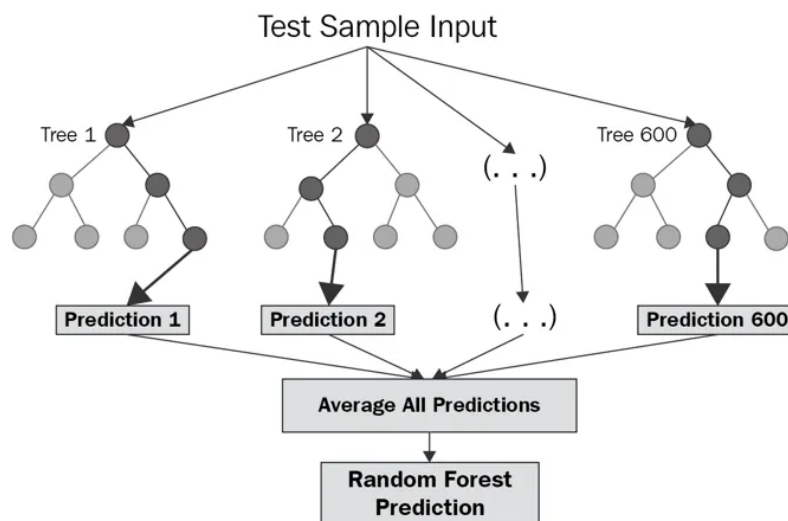 Test Sample Input
Tree 1
Tree 2
Tree 600
(. . .)
Prediction 1
Prediction 2
(. . .)
Prediction 600
Average All Predictions
Random Forest
Prediction